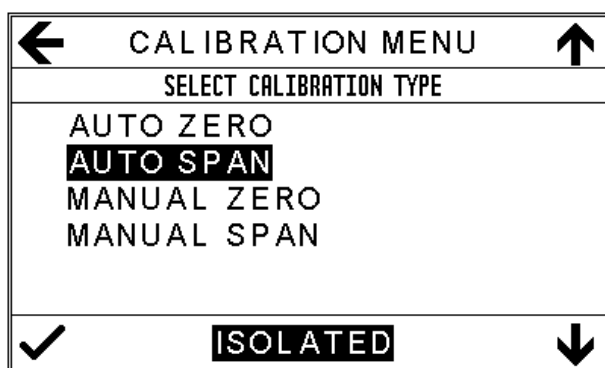 CALIBRATION MENU
SELECT CALIBRATION TYPE
AUTO ZERO
AUTO SPAN
MANUAL ZERO
MANUAL SPAN
ISOLATED